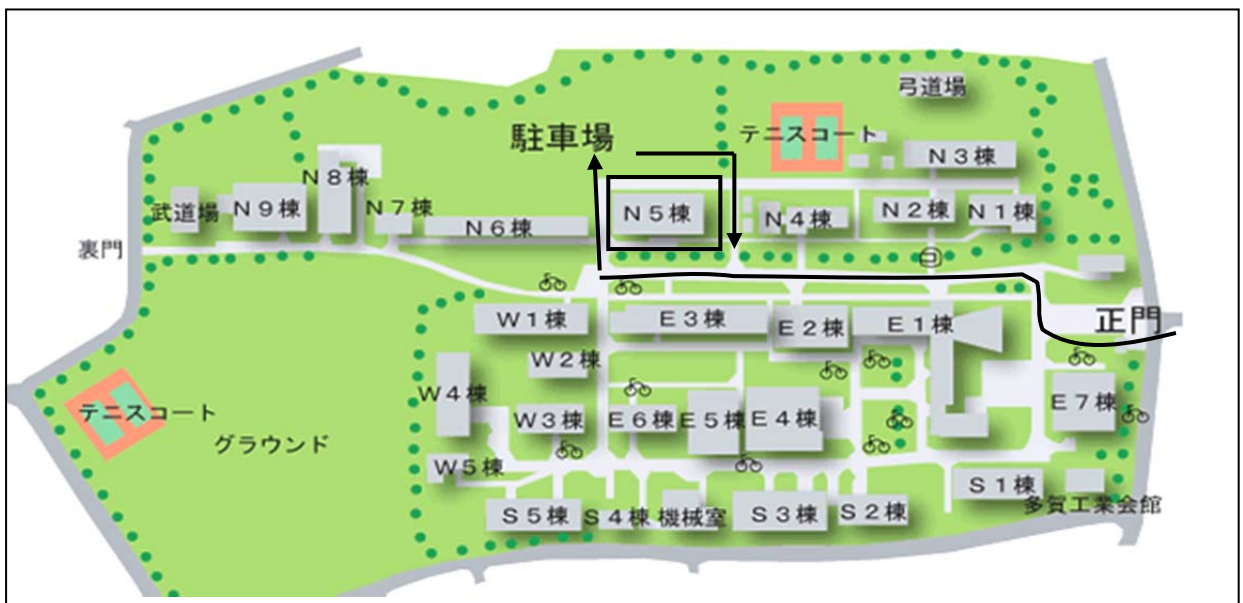 弓道場
駐車場
テニスコート
N3棟
N8棟
武道場
N9棟
N7棟
N6棟
N5棟
N4棟
N2棟
N1棟
裏門
正門
W1棟
E3棟
E2棟
E1棟
W2棟
W4棟
テニスコート
グラウンド
W3棟
E6棟
E5棟
E4棟
E7棟
W5棟
S5棟
S4棟
機械室
S3棟
S2棟
S1棟
多賀工業会館